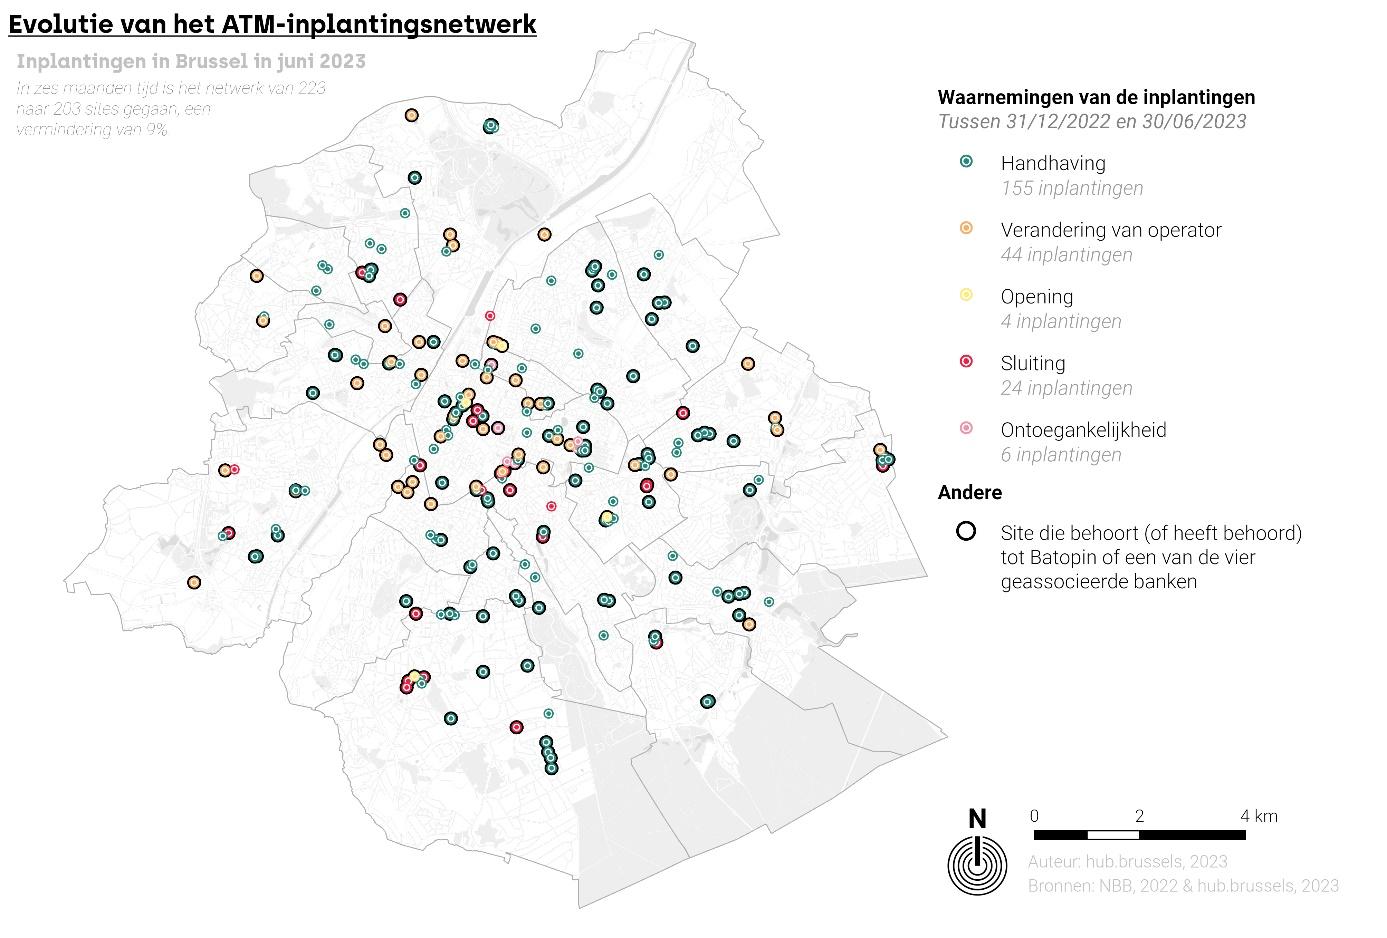 Evolutie van het ATM-inplantingsnetwerk
Inplantingen in Brussel in juni 2023
In zes maanden tijd is het netwerk van 223
naar 203 sites gegaan, een
vermindering van 9%.
Waarnemingen van de inplantingen
Tussen 31/12/2022 en 30/06/2023
Handhaving
155 inplantingen
Verandering van operator
44 inplantingen
Opening
4 inplantingen
Sluiting
24 inplantingen
Ontoegankelijkheid
6 inplantingen
Andere
Site die behoort (of heeft behoord)
tot Batopin of een van de vier
geassocieerde banken
N
0 2 4 km
Auteur: hub.brussels, 2023
Bronnen: NBB, 2022 & hub.brussels, 2023